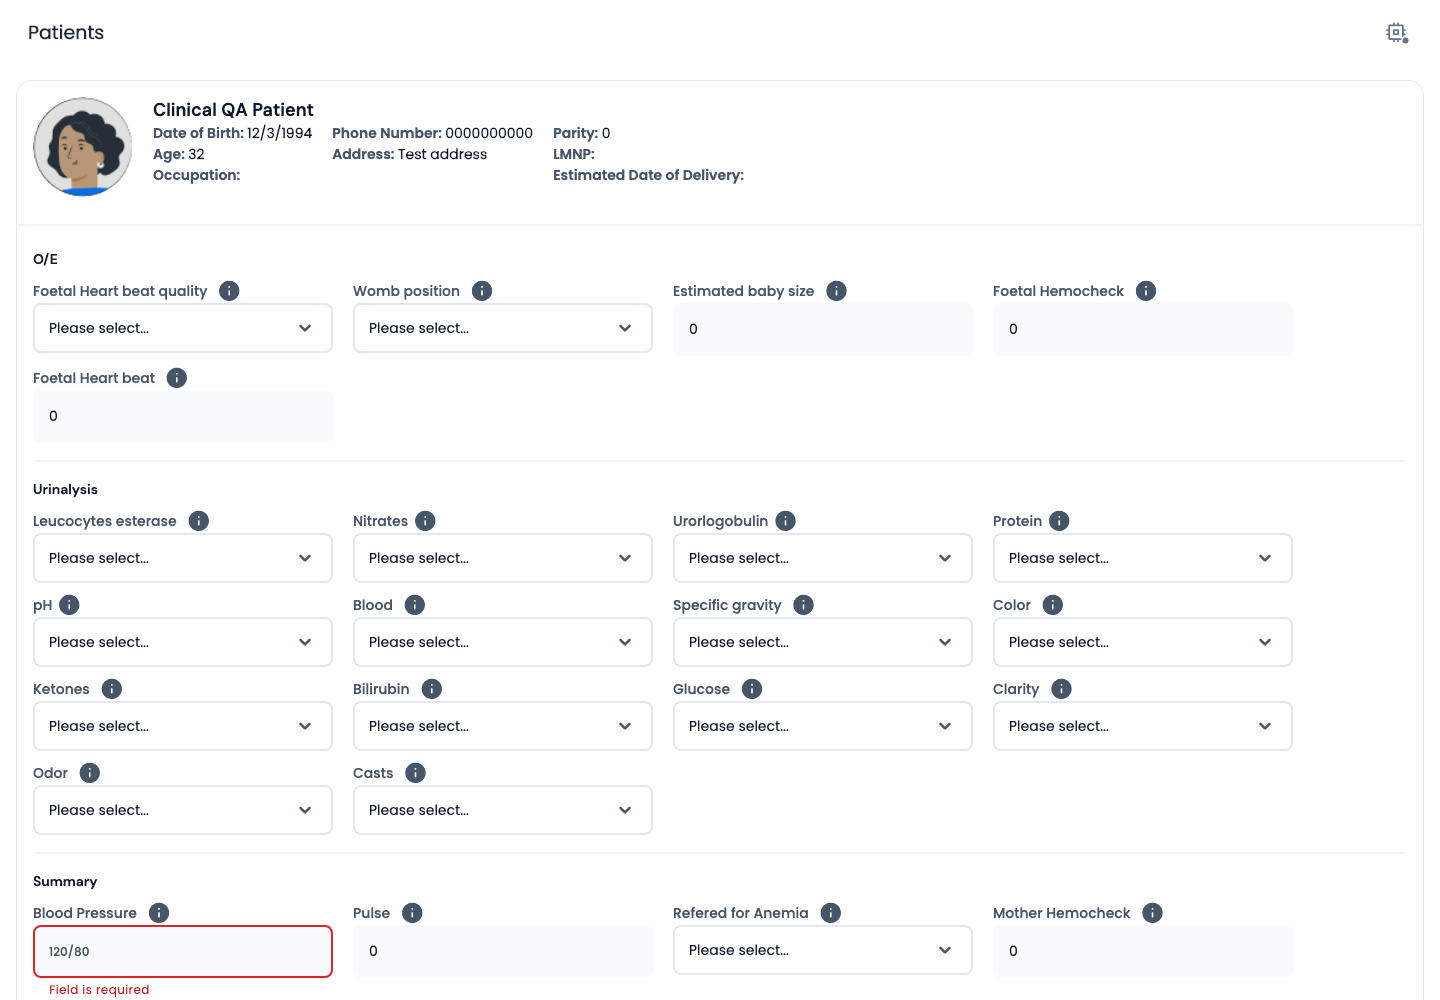 Patients
Clinical QA Patient
Date of Birth: 12/3/1994 Phone Number: 0000000000 Parity: 0
Age: 32 Address: Test address LMNP:
Occupation: Estimated Date of Delivery:
O/E
Foetal Heart beat quality i Womb position i Estimated baby size i Foetal Hemocheck i
Please select... Please select... 0 0
Foetal Heart beat i
0
Urinalysis
Leucocytes esterase i Nitrates i Urorlogobulin i Protein i
Please select... Please select... Please select... Please select...
pH i Blood i Specific gravity i Color i
Please select... Please select... Please select... Please select...
Ketones i Bilirubin i Glucose i Clarity i
Please select... Please select... Please select... Please select...
Odor i Casts i
Please select... Please select...
Summary
Blood Pressure i Pulse i Refered for Anemia i Mother Hemocheck i
120/80 0 Please select... 0
Field is required